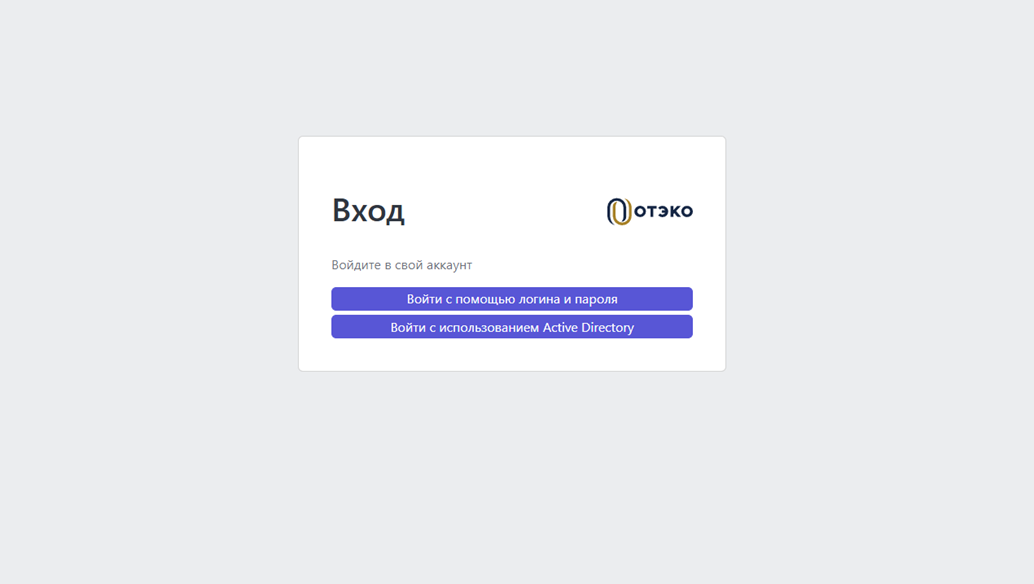 Вход
отэко
Войдите в свой аккаунт
Войти с помощью логина и пароля
Войти с использованием Active Directory